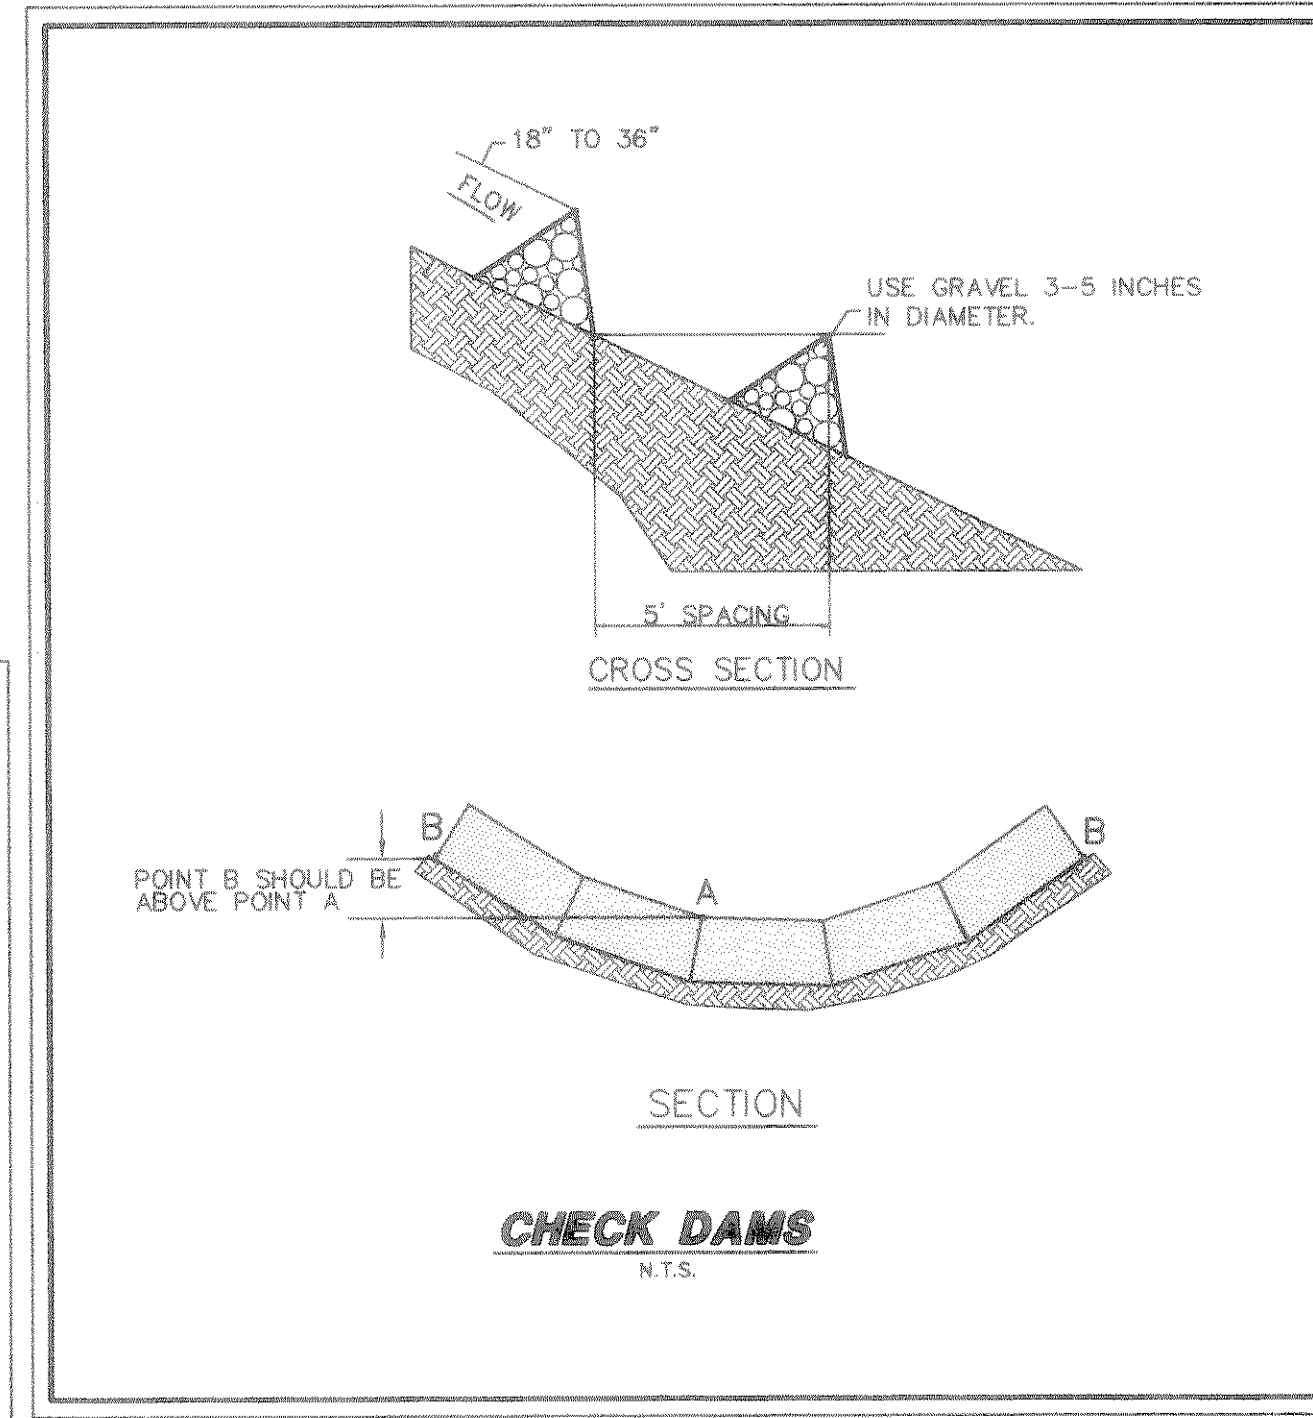 18" TO 36"
FLOW
USE GRAVEL 3-5 INCHES
IN DIAMETER.
5' SPACING
CROSS SECTION
B
B
A
POINT B SHOULD BE
ABOVE POINT A
SECTION
CHECK DAMS
N.T.S.